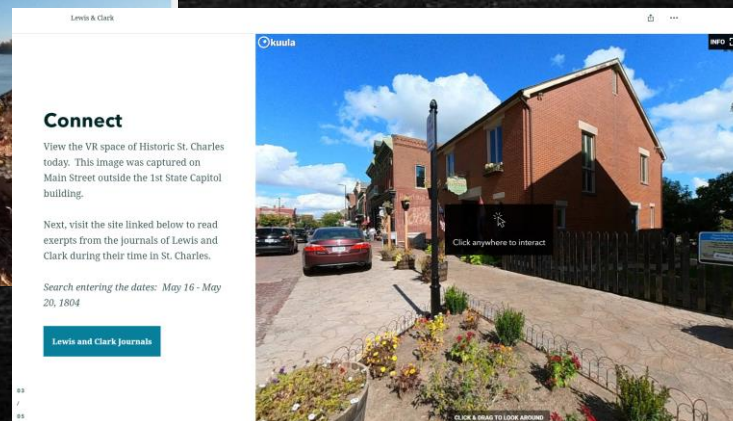 Lewis & Clark
kuula
INFO
Connect
View the VR space of Historic St. Charles
today. This image was captured on
Main Street outside the 1st State Capitol
building.
Next, visit the site linked below to read
exerpts from the journals of Lewis and
Clark during their time in St. Charles.
Search entering the dates: May 16 - May
20, 1804
Lewis and Clark Journals
Click anywhere to interact
CLICK & DRAG TO LOOK AROUND